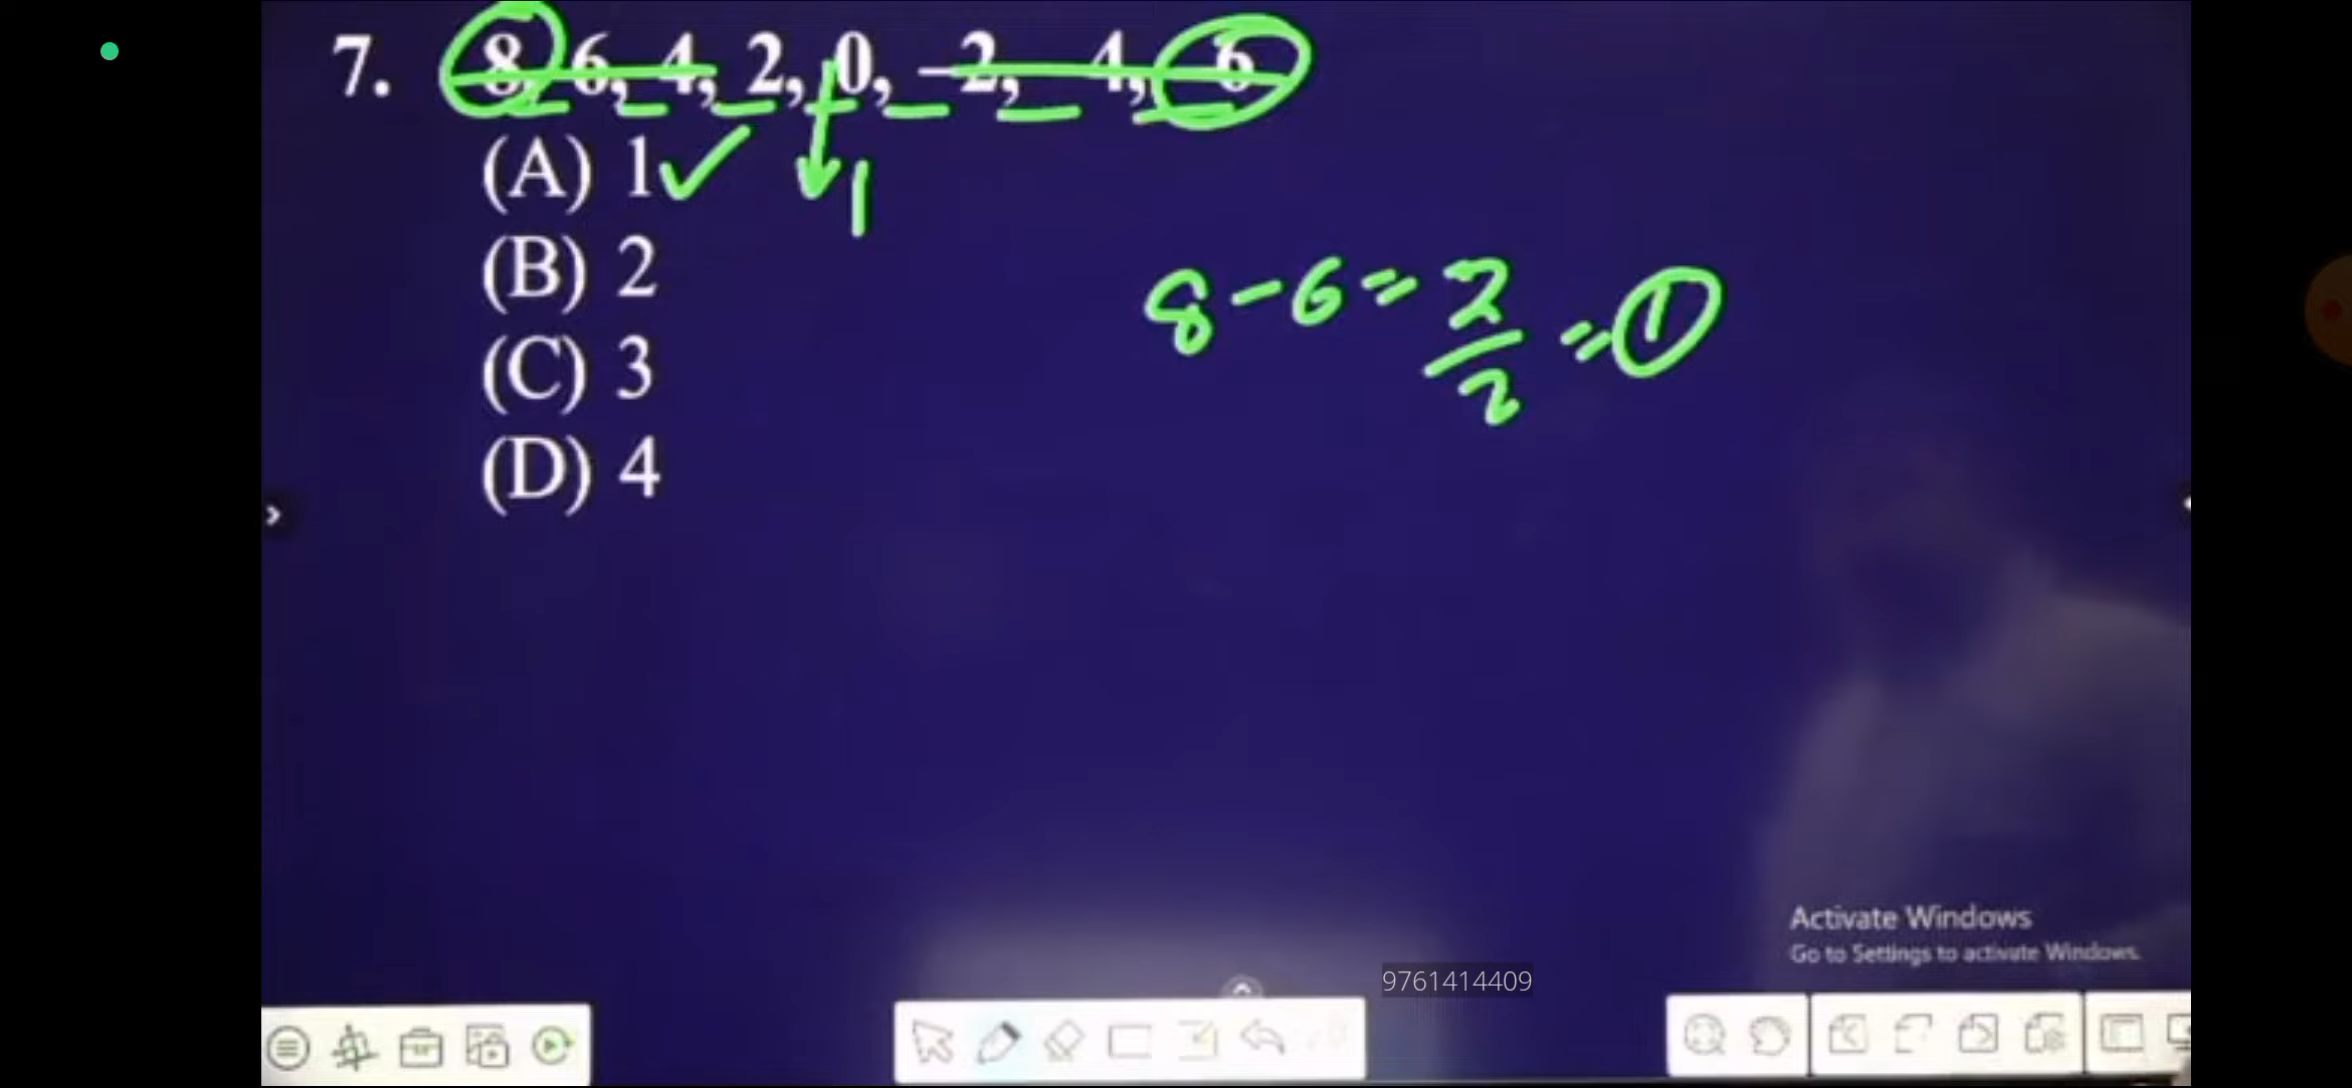 7. 8, 6, 4, 2, 0, –2, 4, 6
(A) 1
1
(B) 2
8-6= 2/2 =1
(C) 3
(D) 4
Activate Windows
Go to Settings to activate Windows.
9761414409